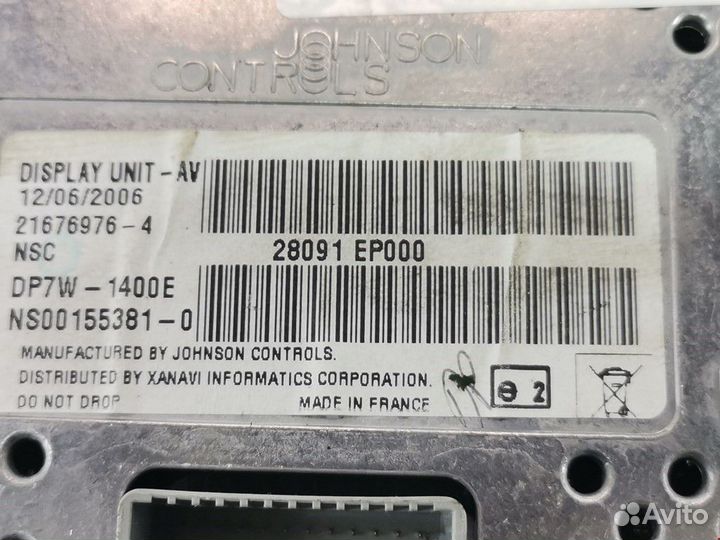 JOHNSON
CONTROLS
DISPLAY UNIT - AV
12/06/2006
21676976-4
NSC
28091 EP000
DP7W - 1400E
NS00155381-0
MANUFACTURED BY JOHNSON CONTROLS.
DISTRIBUTED BY XANAVI INFORMATICS CORPORATION.
DO NOT DROP
MADE IN FRANCE
2
Avito